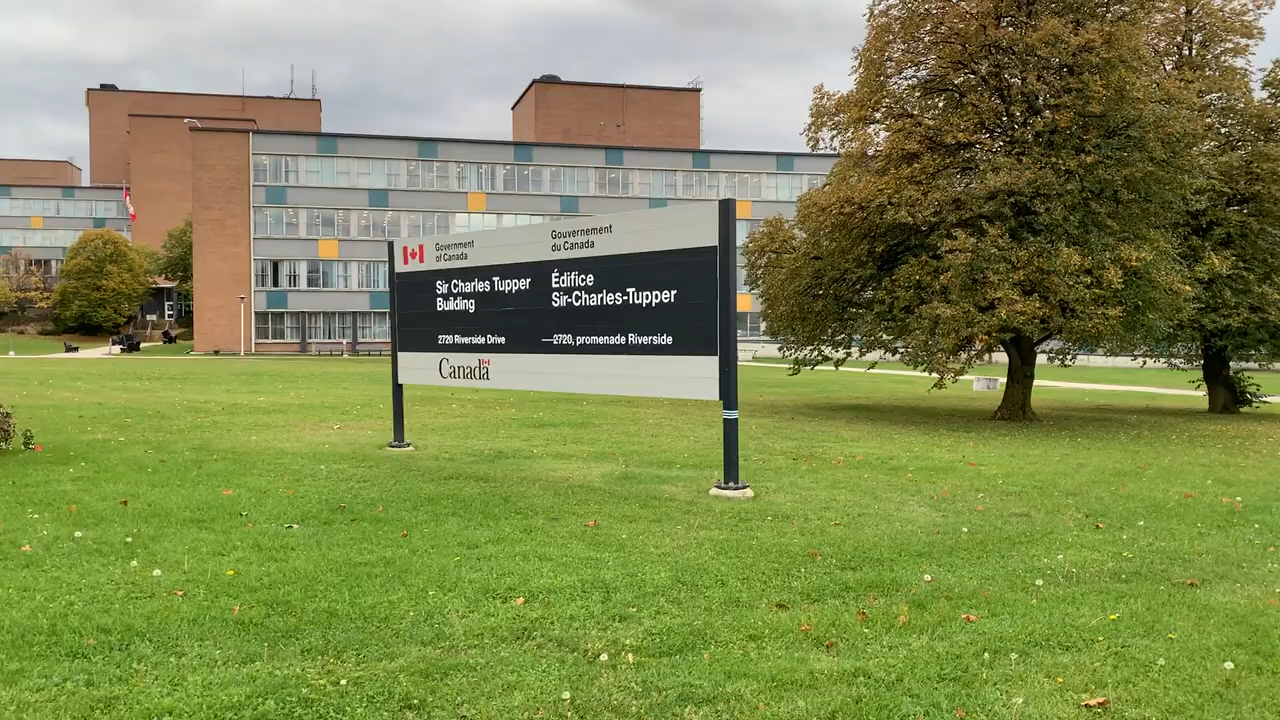 Government
of Canada
Gouvernement
du Canada
Sir Charles Tupper
Building
Édifice
Sir-Charles-Tupper
2720 Riverside Drive
2720, promenade Riverside
Canada